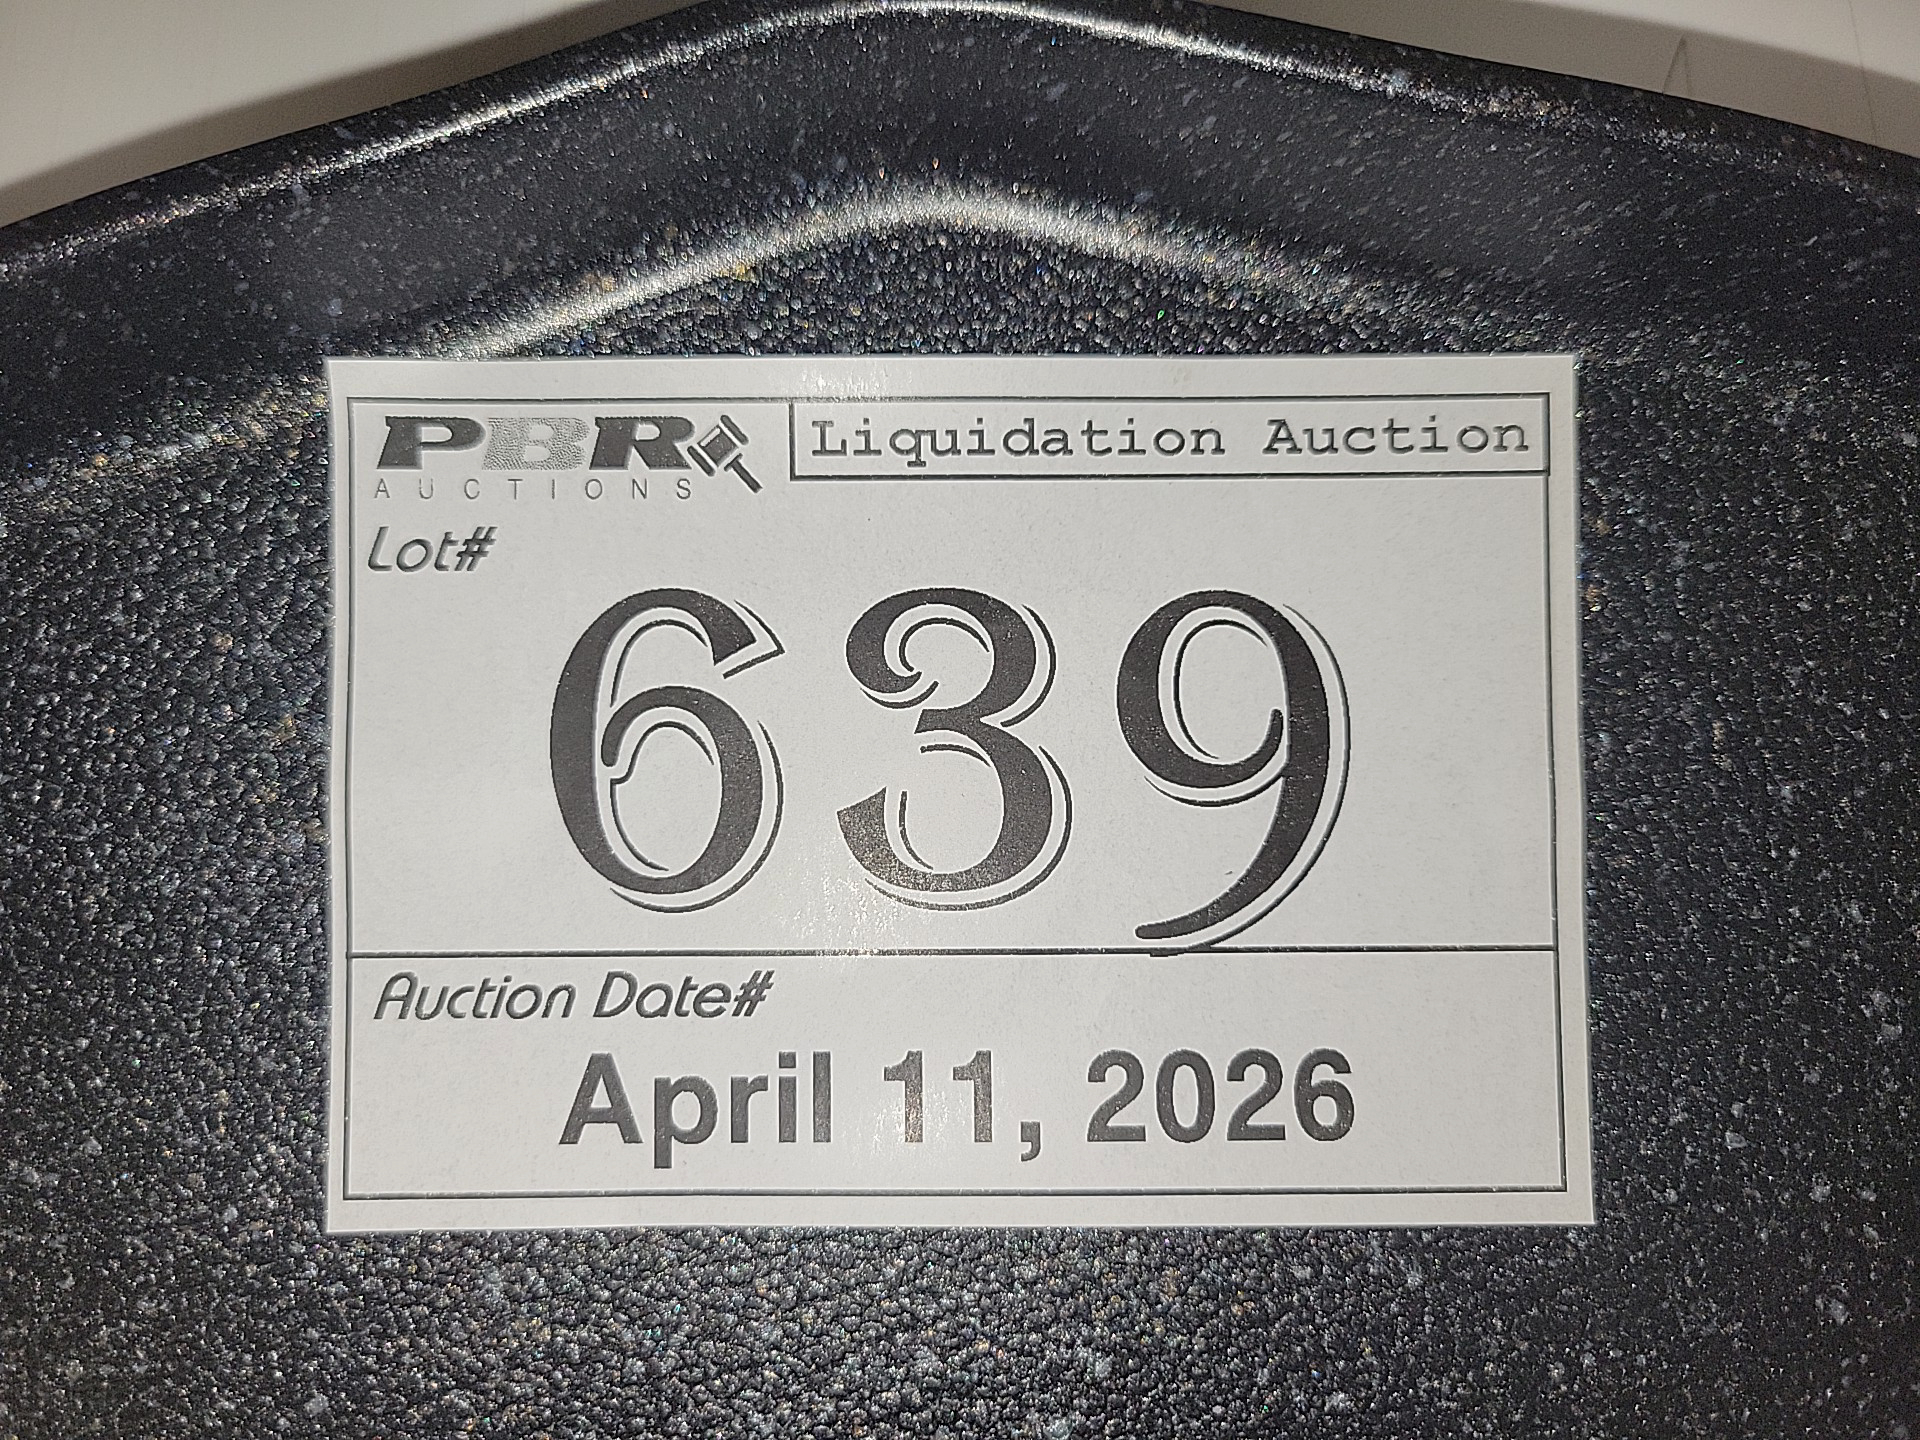 PBR
AUCTIONS
Liquidation Auction
Lot#
639
Auction Date#
April 11, 2026